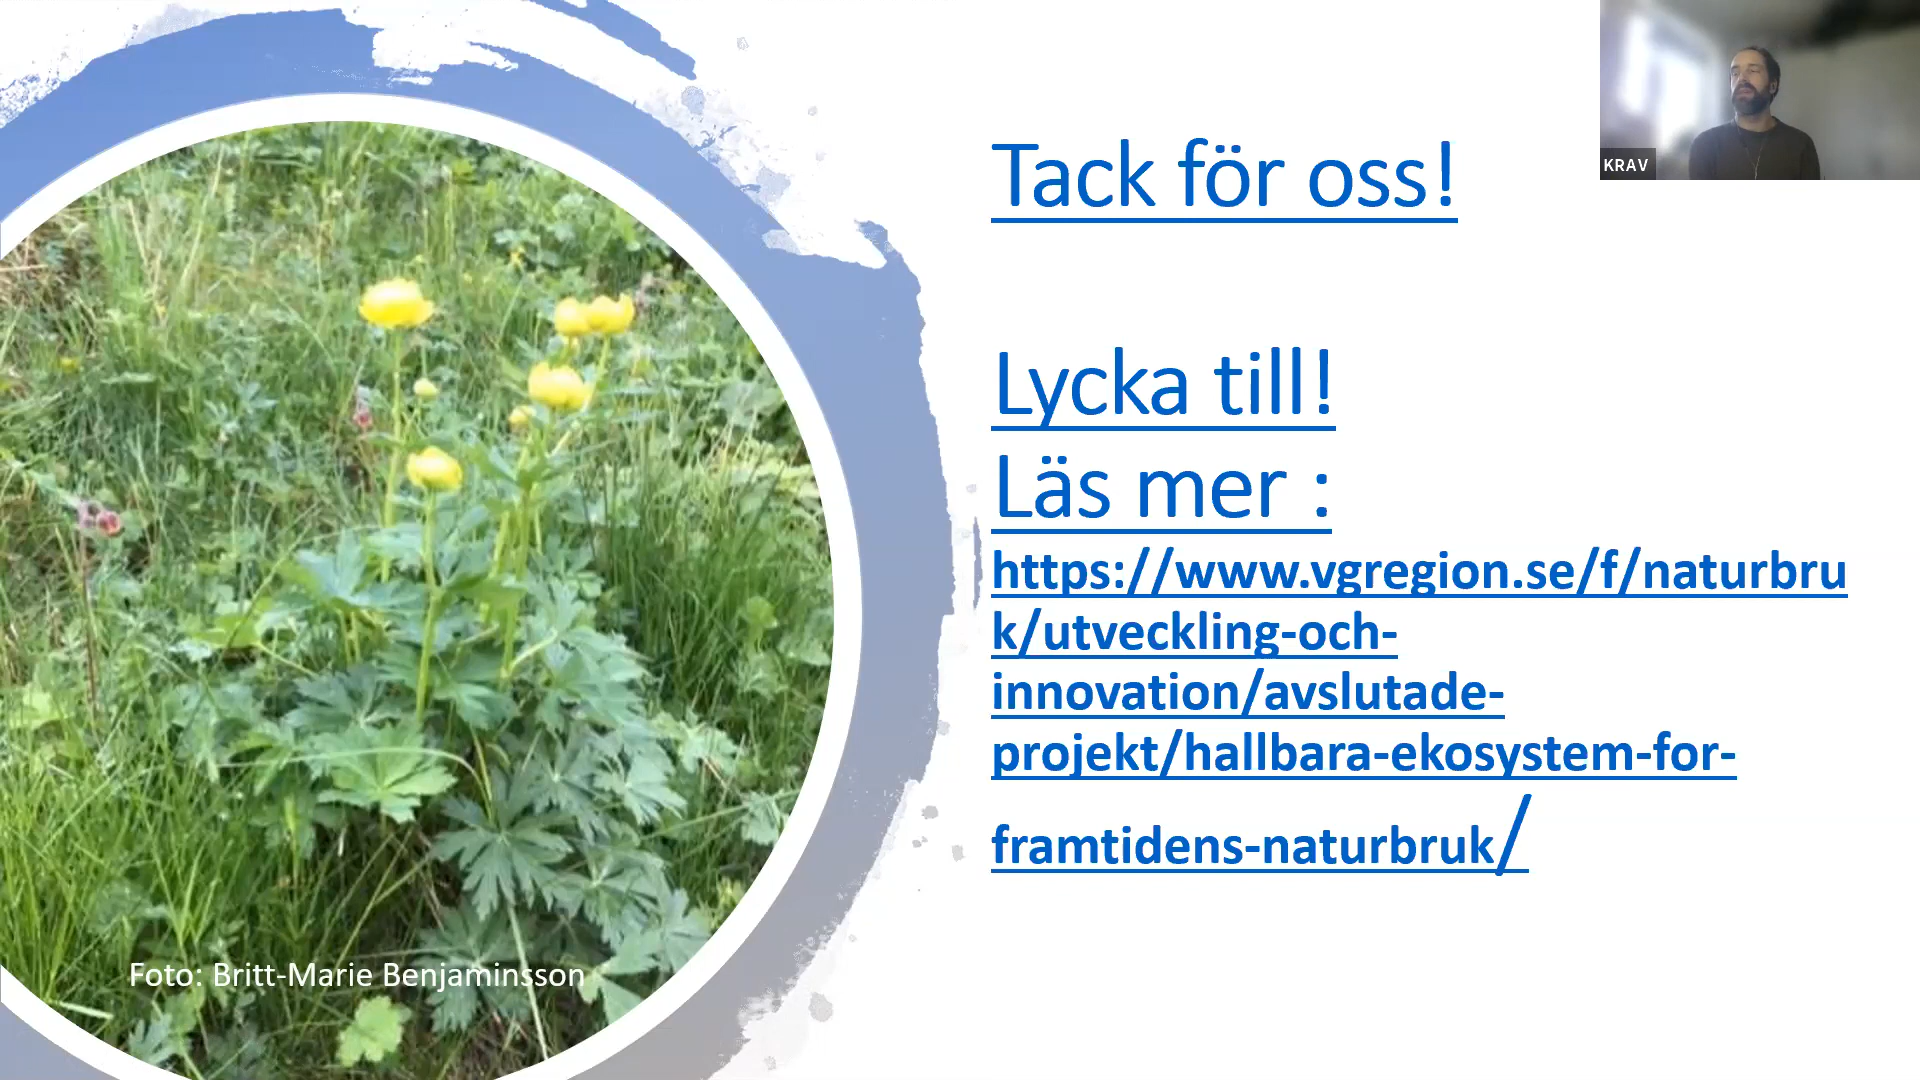 Tack för oss!
Lycka till!
Läs mer :
https://www.vgregion.se/f/naturbru
k/utveckling-och-
innovation/avslutade-
projekt/hallbara-ekosystem-for-
framtidens-naturbruk/
KRAV
Foto: Britt-Marie Benjaminsson